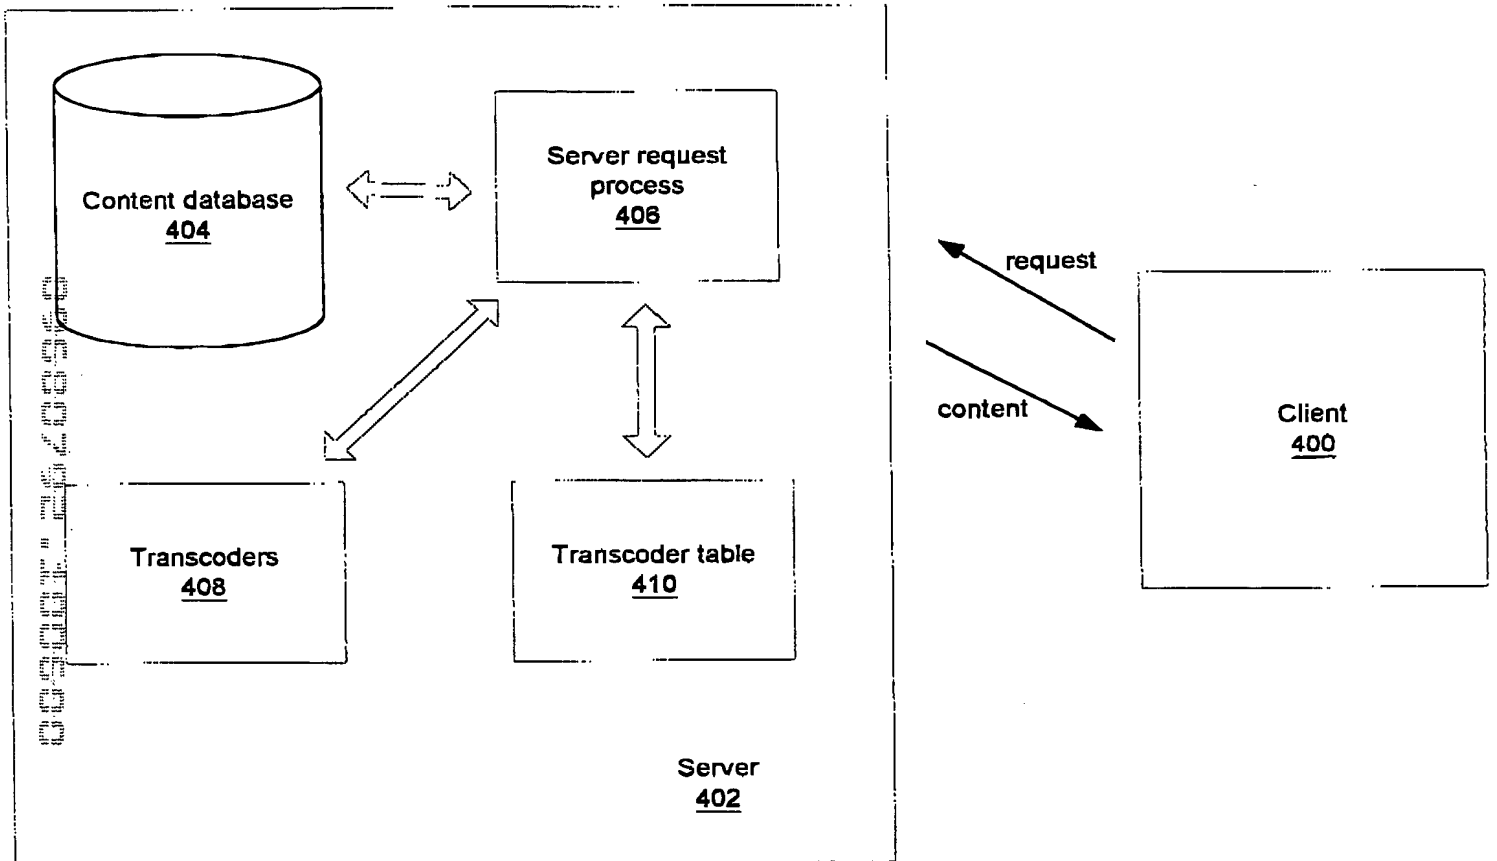 Content database
404
Server request
process
406
request
content
Client
400
Transcoders
408
Transcoder table
410
Server
402